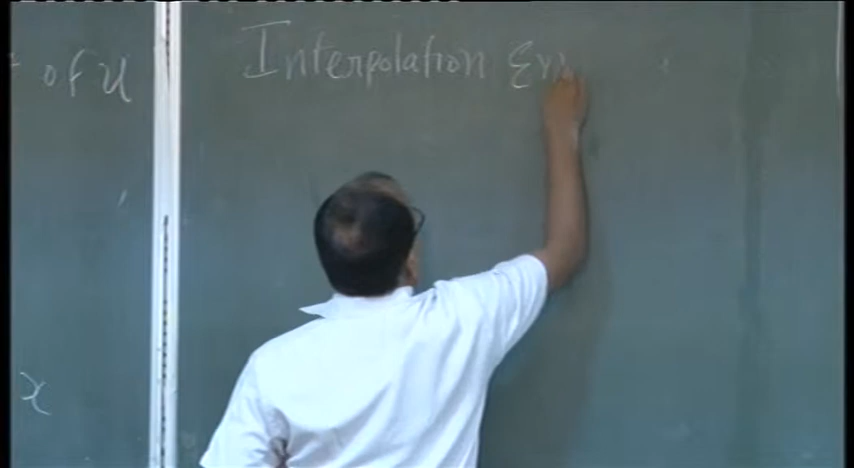 of u
Interpolation Err
x